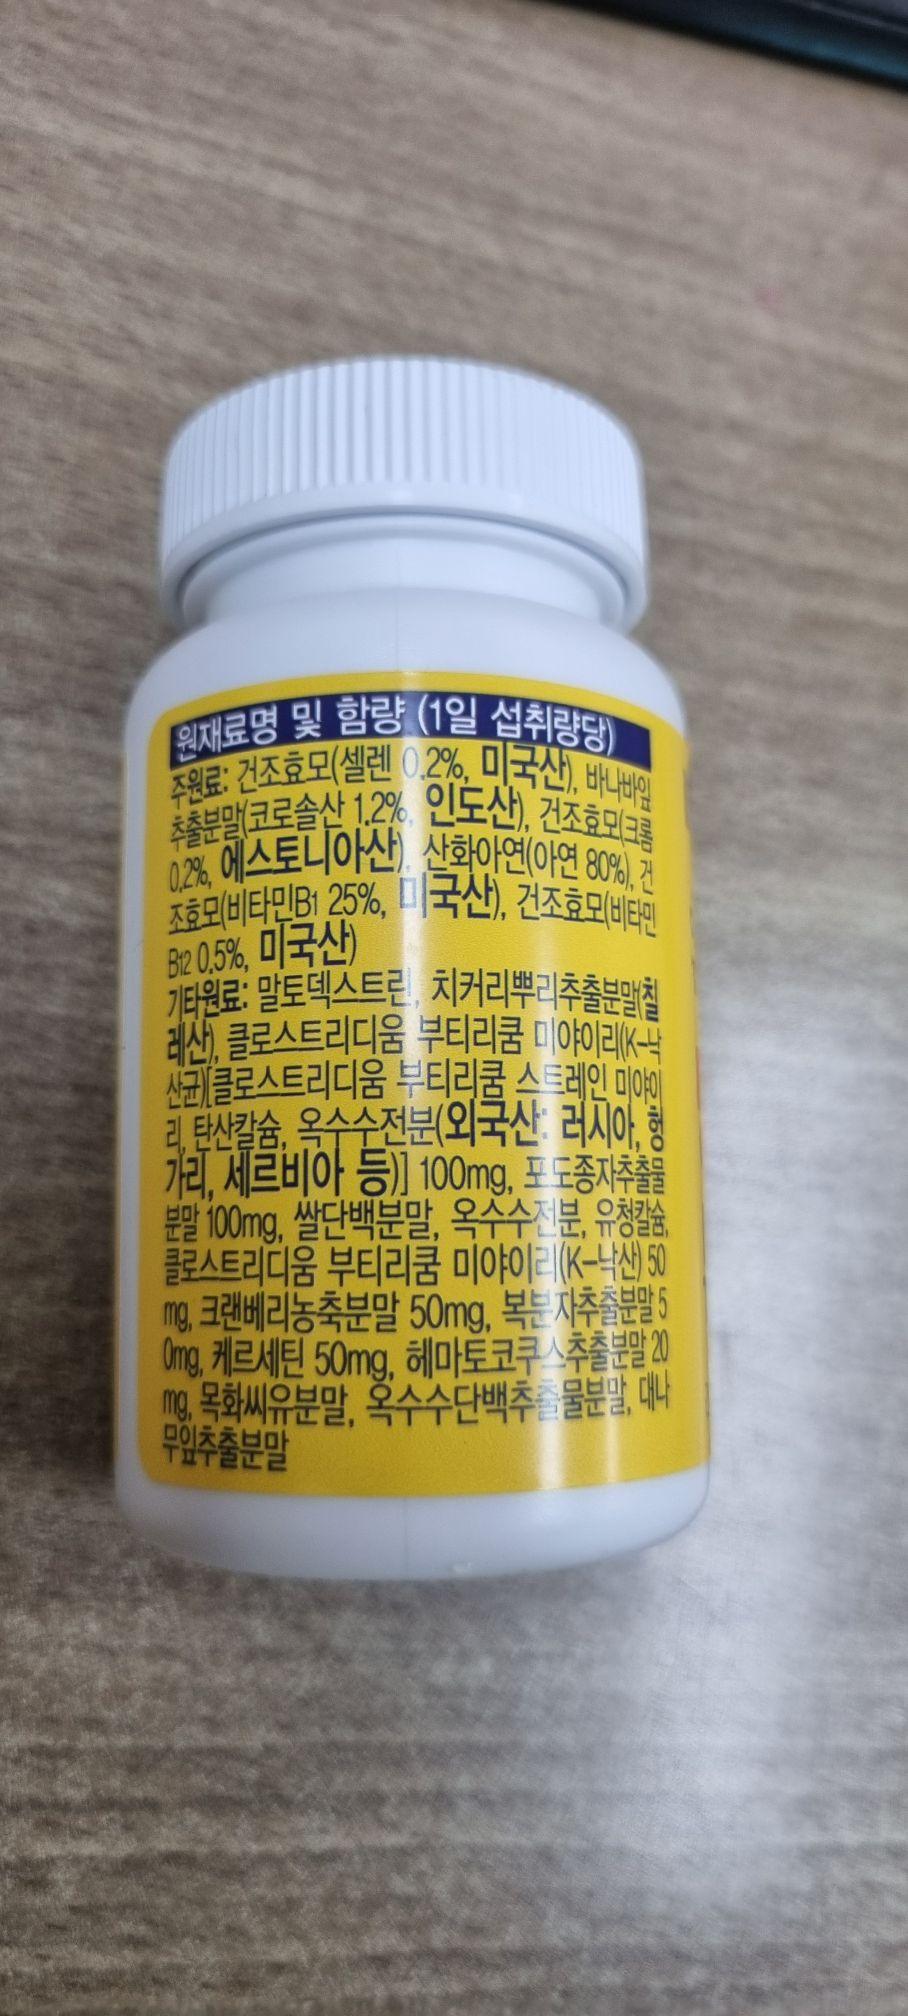 원재료명 및 함량 (1일 섭취량당)
주원료: 건조효모(셀렌 0.2%, 미국산), 바나바잎
추출분말(코로솔산 1.2%, 인도산), 건조효모(크롬
0.2%, 에스토니아산), 산화아연(아연 80%), 건
조효모(비타민B1 25%, 미국산), 건조효모(비타민
B12 0.5%, 미국산)
기타원료: 말토덱스트린, 치커리뿌리추출분말(칠
레산), 클로스트리디움 부티리쿰 미야이리(K-낙
산균)[클로스트리디움 부티리쿰 스트레인 미야이
리, 탄산칼슘, 옥수수전분(외국산: 러시아, 헝
가리, 세르비아 등)] 100mg, 포도종자추출물
분말 100mg, 쌀단백분말, 옥수수전분, 유청칼슘,
클로스트리디움 부티리쿰 미야이리(K-낙산) 50
mg, 크랜베리농축분말 50mg, 복분자추출분말 5
0mg, 케르세틴 50mg, 헤마토코쿠스추출분말 20
mg, 목화씨유분말, 옥수수단백추출물분말, 대나
무잎추출분말